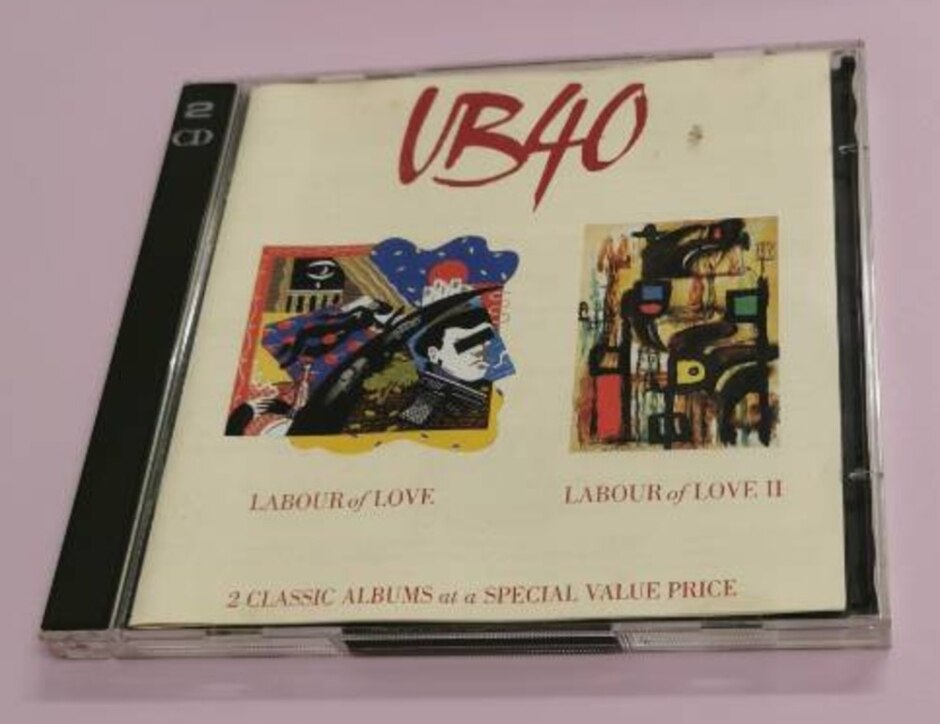 2
CD
UB40
LABOUR of LOVE
LABOUR of LOVE II
2 CLASSIC ALBUMS at a SPECIAL VALUE PRICE